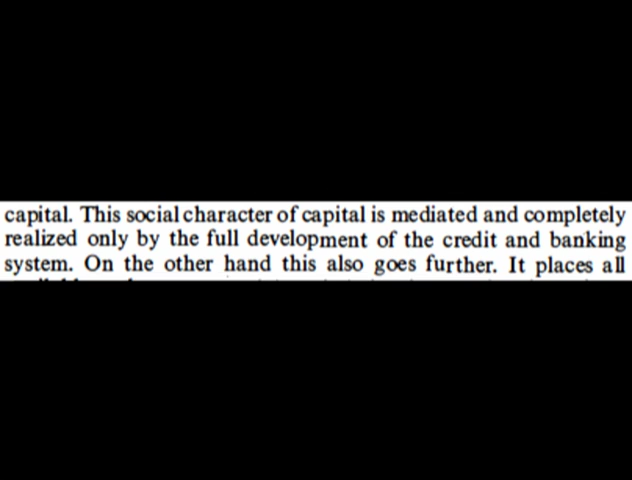 capital. This social character of capital is mediated and completely
realized only by the full development of the credit and banking
system. On the other hand this also goes further. It places all